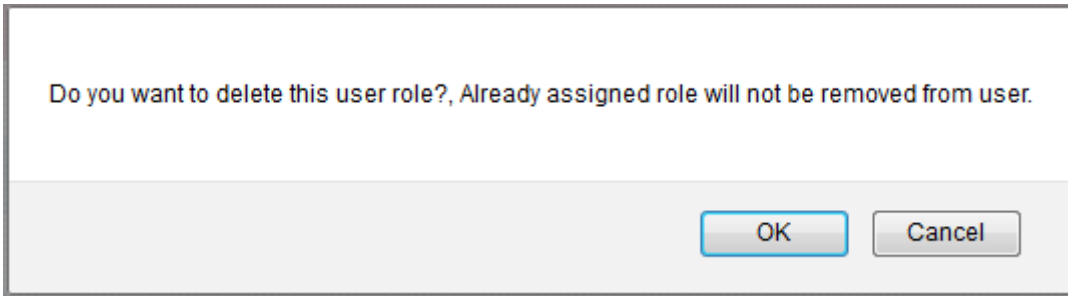 Do you want to delete this user role?, Already assigned role will not be removed from user.
OK
Cancel